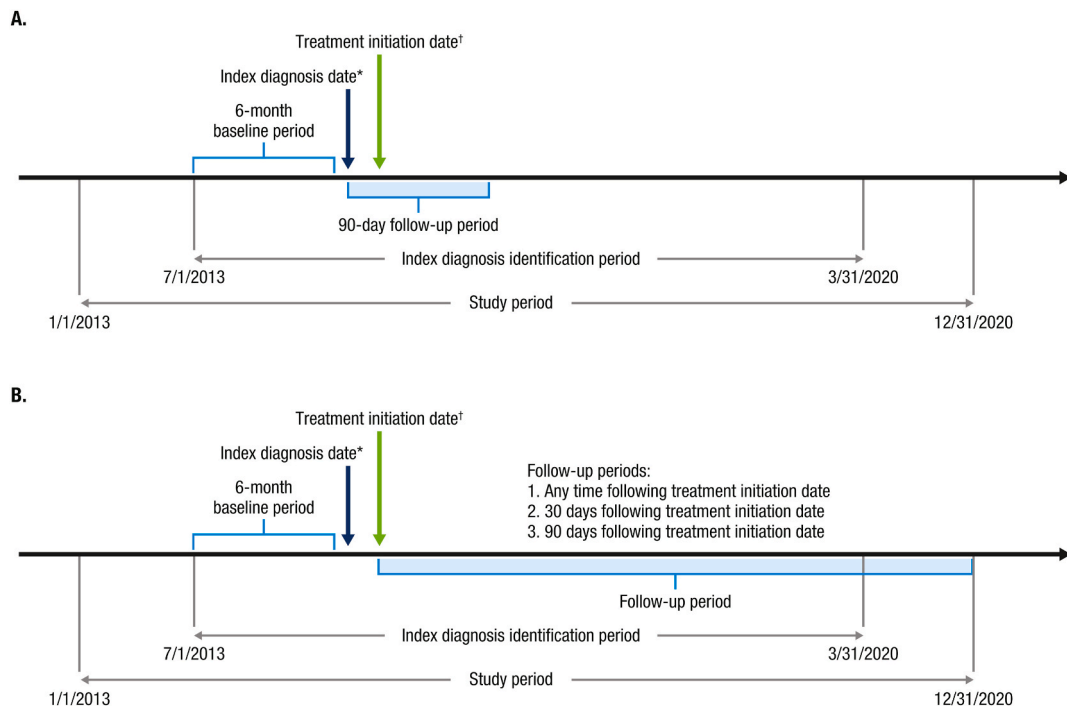 A.
Treatment initiation date†
Index diagnosis date*
6-month
baseline period
90-day follow-up period
Index diagnosis identification period
7/1/2013
3/31/2020
Study period
1/1/2013
12/31/2020
B.
Treatment initiation date†
Index diagnosis date*
6-month
baseline period
Follow-up periods:
1. Any time following treatment initiation date
2. 30 days following treatment initiation date
3. 90 days following treatment initiation date
Follow-up period
Index diagnosis identification period
7/1/2013
3/31/2020
Study period
1/1/2013
12/31/2020